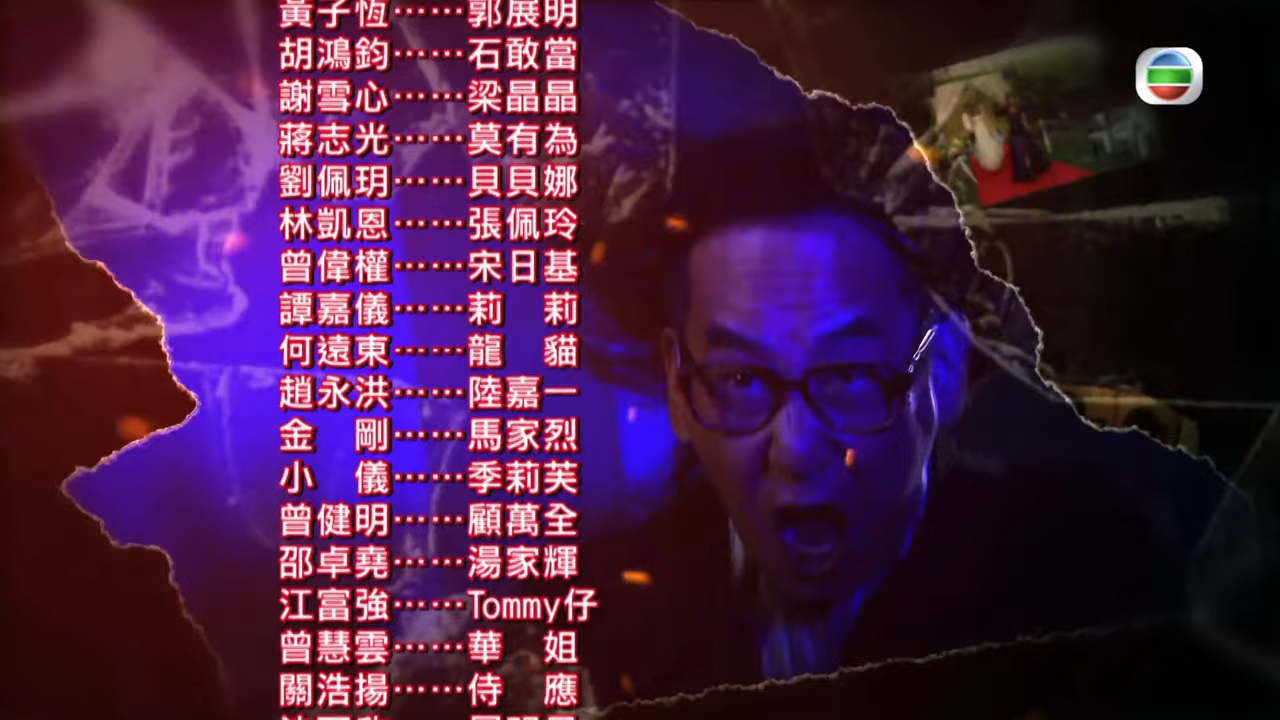 黃子恆⋯⋯郭展明
胡鴻鈞⋯⋯石敢當
謝雪心⋯⋯梁晶晶
蔣志光⋯⋯莫有為
劉佩玥⋯⋯貝貝娜
林凱恩⋯⋯張佩玲
曾偉權⋯⋯宋日基
譚嘉儀⋯⋯莉　莉
何遠東⋯⋯龍　貓
趙永洪⋯⋯陸嘉一
金　剛⋯⋯馬家烈
小　儀⋯⋯季莉芙
曾健明⋯⋯顧萬全
邵卓堯⋯⋯湯家輝
江富強⋯⋯Tommy仔
曾慧雲⋯⋯華　姐
關浩揚⋯⋯侍　應